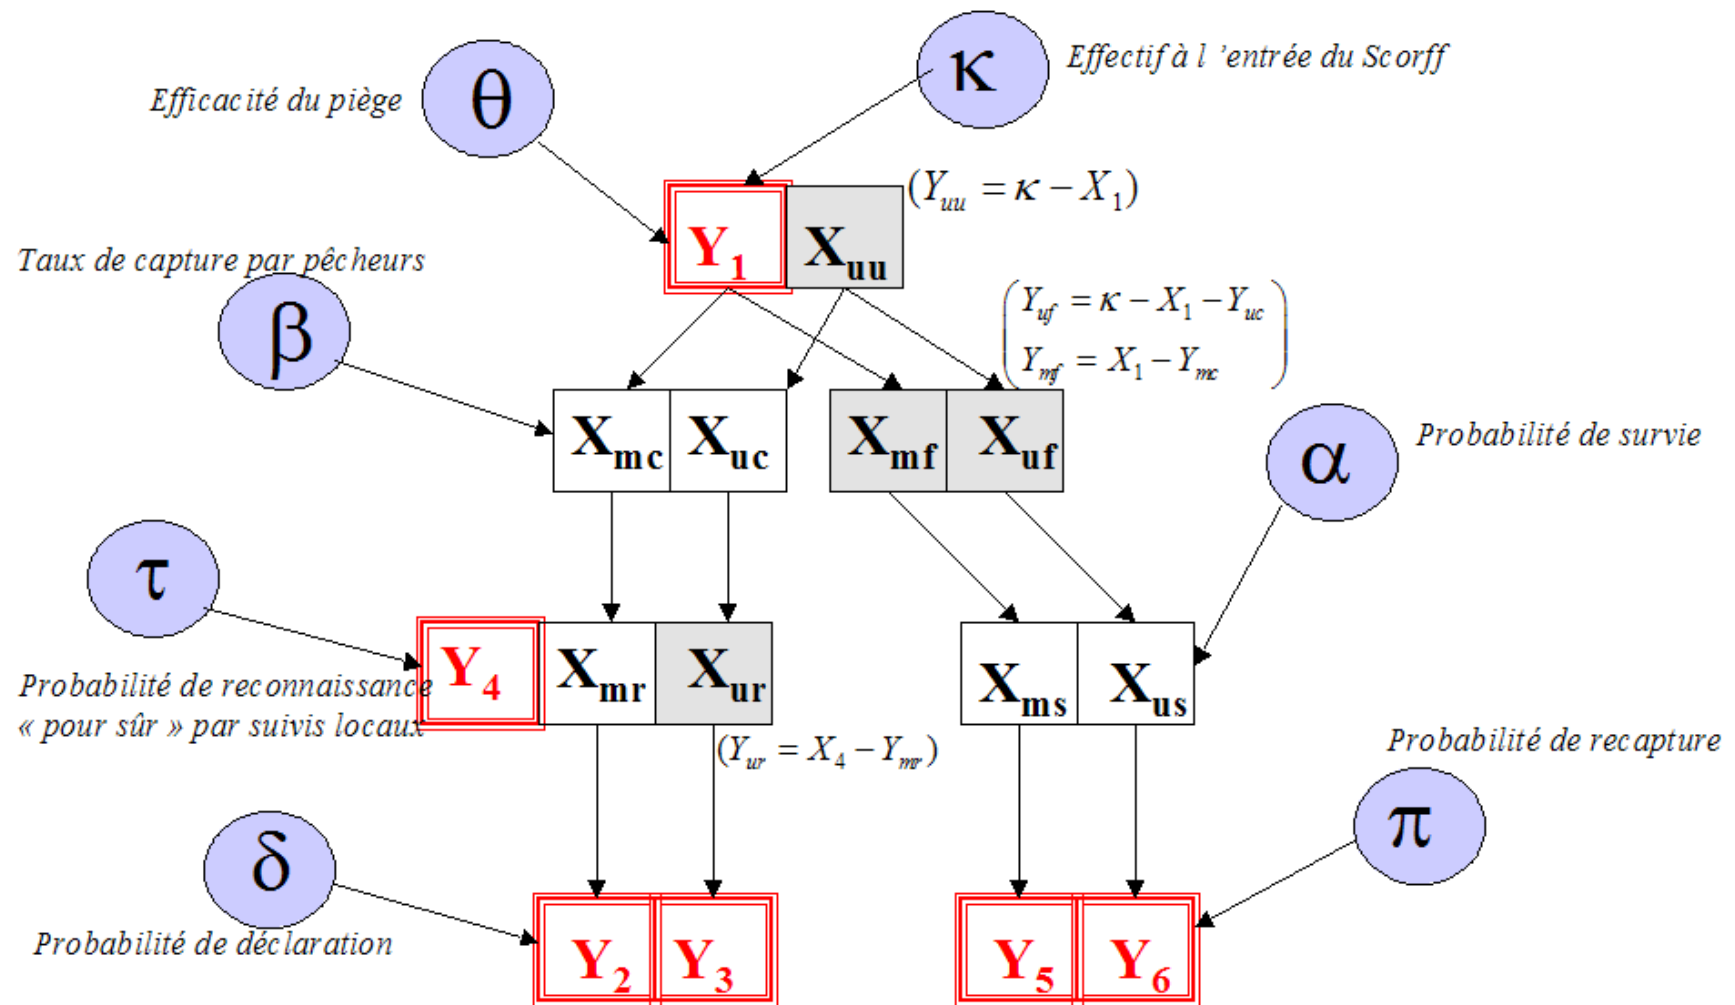 κ
Effectif à l ’entrée du Scorff
θ
Efficacité du piège
(Yuu = κ − X1)
Y1 Xuu
Taux de capture par pêcheurs
β
Yuf = κ − X1 − Yuc
Ymf = X1 − Ymc
Xmc Xuc Xmf Xuf
α
Probabilité de survie
τ
Y4 Xmr Xur Xms Xus
Probabilité de reconnaissance
« pour sûr » par suivis locaux
(Yur = X4 − Ymr)
Probabilité de recapture
π
δ
Probabilité de déclaration
Y2 Y3 Y5 Y6